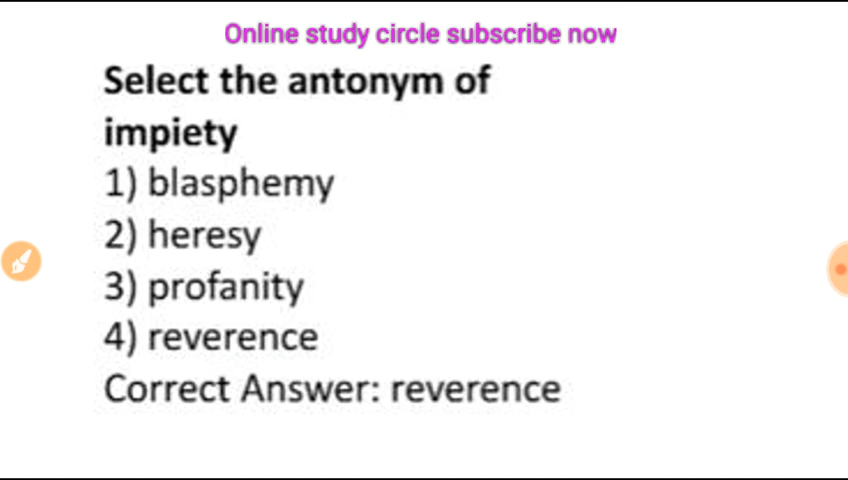 Online study circle subscribe now
Select the antonym of
impiety
1) blasphemy
2) heresy
3) profanity
4) reverence
Correct Answer: reverence